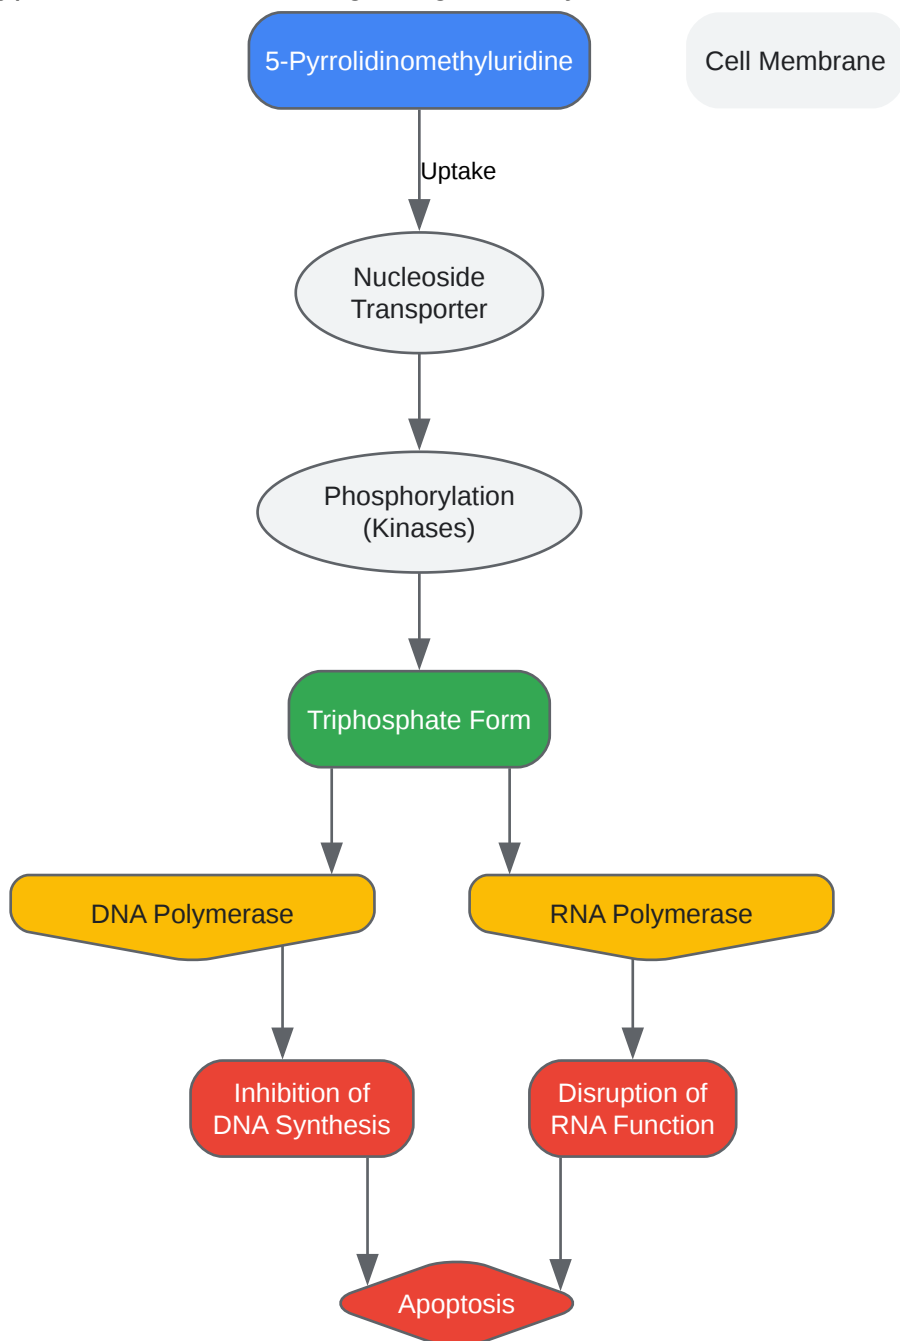 5-Pyrrolidinomethyluridine
Cell Membrane
Uptake
Nucleoside
Transporter
Phosphorylation
(Kinases)
Triphosphate Form
DNA Polymerase
RNA Polymerase
Inhibition of
DNA Synthesis
Disruption of
RNA Function
Apoptosis